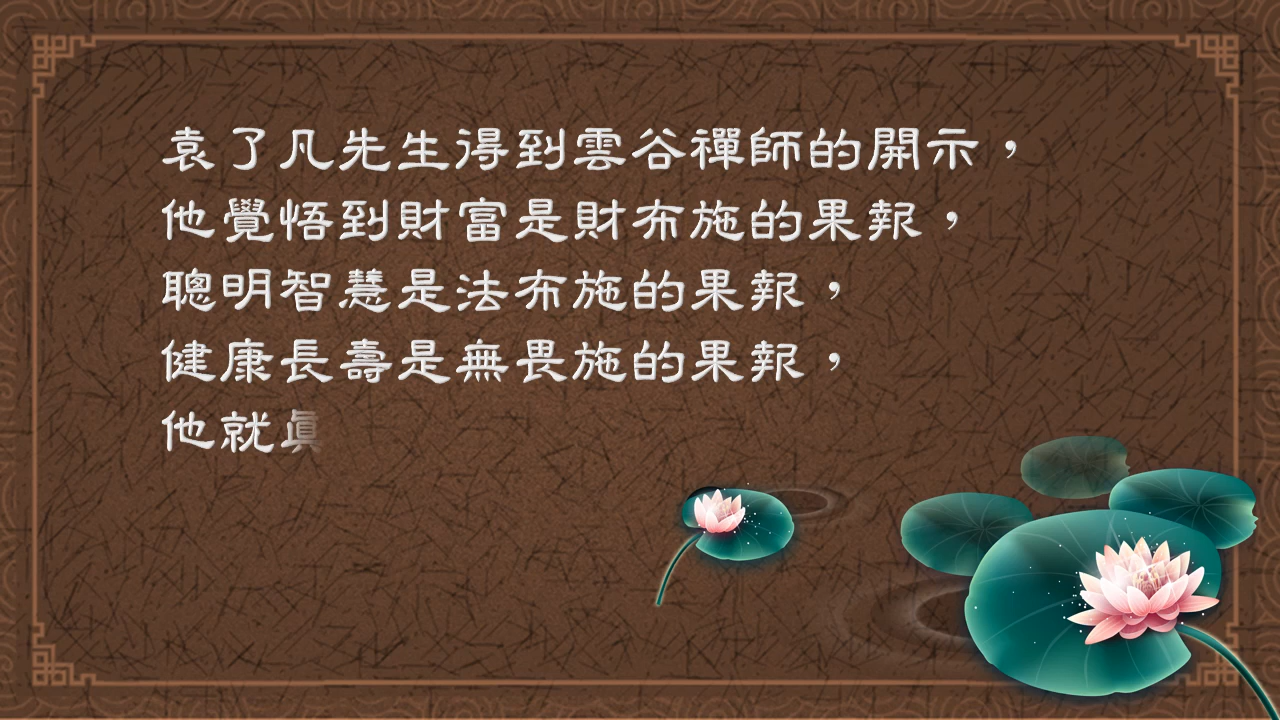 袁了凡先生得到雲谷禪師的開示，
他覺悟到財富是財布施的果報，
聰明智慧是法布施的果報，
健康長壽是無畏施的果報，
他就眞